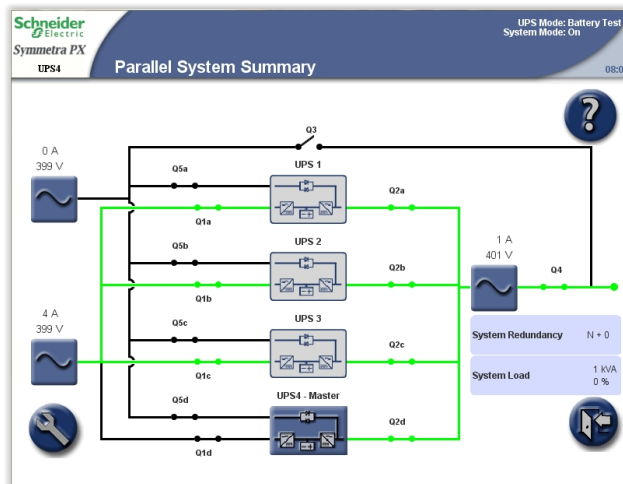 Schneider
Electric
Symmetra PX
UPS4
Parallel System Summary
UPS Mode: Battery Test
System Mode: On
08:0
Q3
0 A
399 V
Q5a
UPS 1
Q2a
Q1a
Q5b
UPS 2
Q2b
Q1b
1 A
401 V
Q4
4 A
399 V
Q5c
UPS 3
Q2c
Q1c
System Redundancy N + 0
System Load 1 kVA
0 %
Q5d
UPS4 - Master
Q2d
Q1d